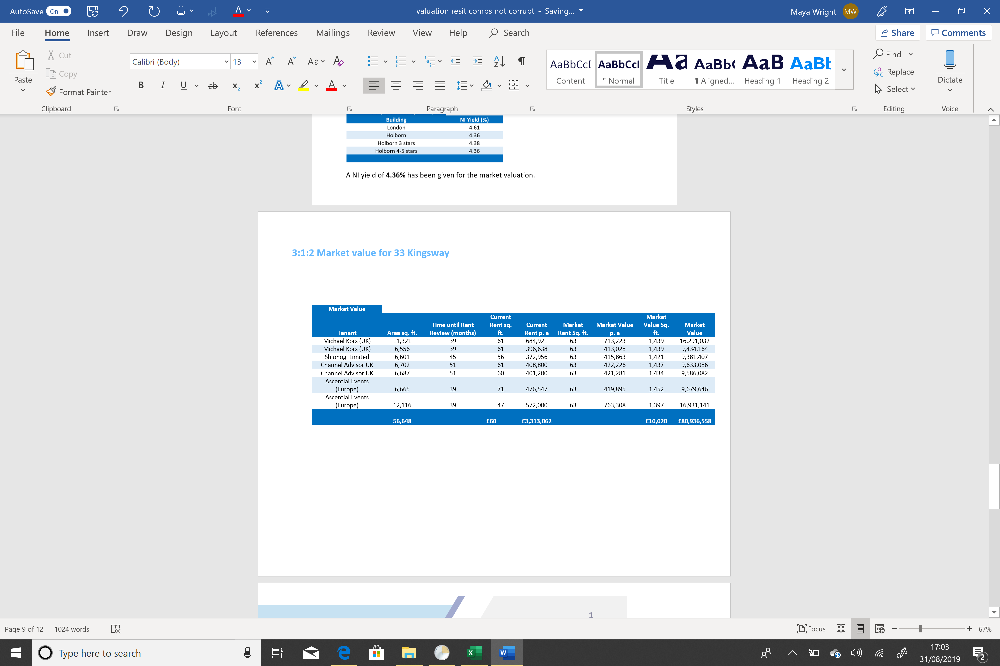 AutoSave On valuation resit comps not corrupt - Saving... Maya Wright MW
File Home Insert Draw Design Layout References Mailings Review View Help Search Share Comments
Paste
Cut
Copy
Format Painter
Clipboard
Calibri (Body) 13
Font
Paragraph
AaBbCcD Content
AaBbCcI ¶ Normal
Aa Title
AaBb( ¶ Aligned...
AaB Heading 1
AaBb Heading 2
Styles
Find
Replace
Select
Editing
Dictate
Voice
Building NI Yield (%)
London 4.61
Holborn 4.36
Holborn 3 stars 4.38
Holborn 4-5 stars 4.36
A NI yield of 4.36% has been given for the market valuation.
3:1:2 Market value for 33 Kingsway
Market Value
Tenant Area sq. ft. Time until Rent Review (months) Current Rent sq. ft. Current Rent p. a Market Rent Sq. ft. Market Value p. a Market Value Sq. ft. Market Value
Michael Kors (UK) 11,321 39 61 684,921 63 713,223 1,439 16,291,032
Michael Kors (UK) 6,556 39 61 396,638 63 413,028 1,439 9,434,164
Shionogi Limited 6,601 45 56 372,956 63 415,863 1,421 9,381,407
Channel Advisor UK 6,702 51 61 408,800 63 422,226 1,437 9,633,086
Channel Advisor UK 6,687 51 60 401,200 63 421,281 1,434 9,586,082
Ascential Events
(Europe) 6,665 39 71 476,547 63 419,895 1,452 9,679,646
Ascential Events
(Europe) 12,116 39 47 572,000 63 763,308 1,397 16,931,141
56,648 £60 £3,313,062 £10,020 £80,936,558
1
Page 9 of 12 1024 words Focus 67%
Type here to search
17:03
31/08/2019
2